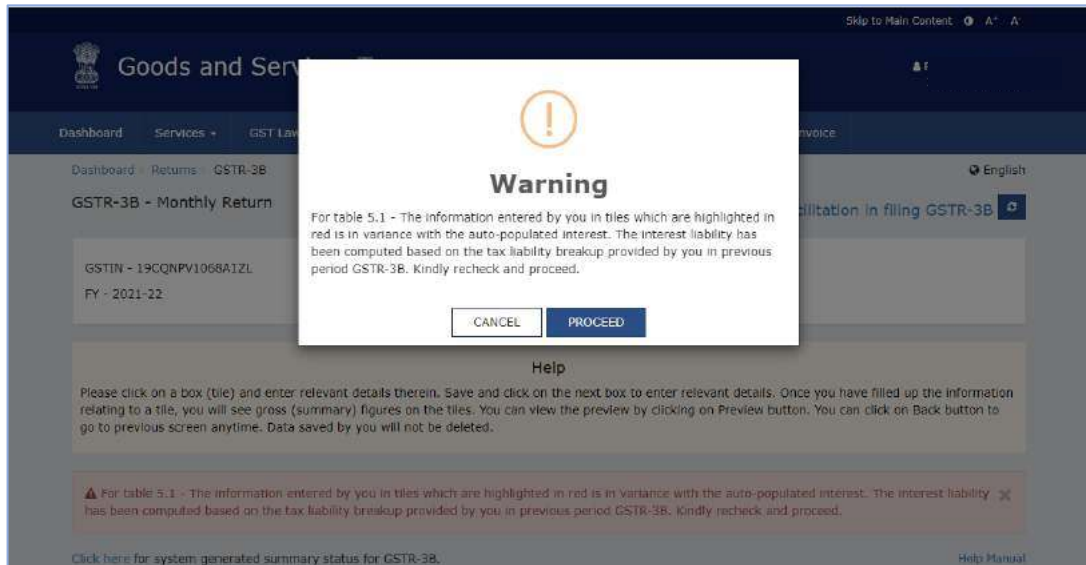 Skip to Main Content A+ A-
Goods and Serv
Dashboard Services GST Law nvoice
Dashboard Returns GSTR-3B English
GSTR-3B - Monthly Return ilitation in filing GSTR-3B
Warning
For table 5.1 - The information entered by you in tiles which are highlighted in
red is in variance with the auto-populated interest. The interest liability has
been computed based on the tax liability breakup provided by you in previous
period GSTR-3B. Kindly recheck and proceed.
CANCEL PROCEED
GSTIN - 19CQNPV1068A1ZL
FY - 2021-22
Help
Please click on a box (tile) and enter relevant details therein. Save and click on the next box to enter relevant details. Once you have filled up the information
relating to a tile, you will see gross (summary) figures on the tiles. You can view the preview by clicking on Preview button. You can click on Back button to
go to previous screen anytime. Data saved by you will not be deleted.
For table 5.1 - The information entered by you in tiles which are highlighted in red is in variance with the auto-populated interest. The interest liability
has been computed based on the tax liability breakup provided by you in previous period GSTR-3B. Kindly recheck and proceed.
Click here for system generated summary status for GSTR-3B. Help Manual